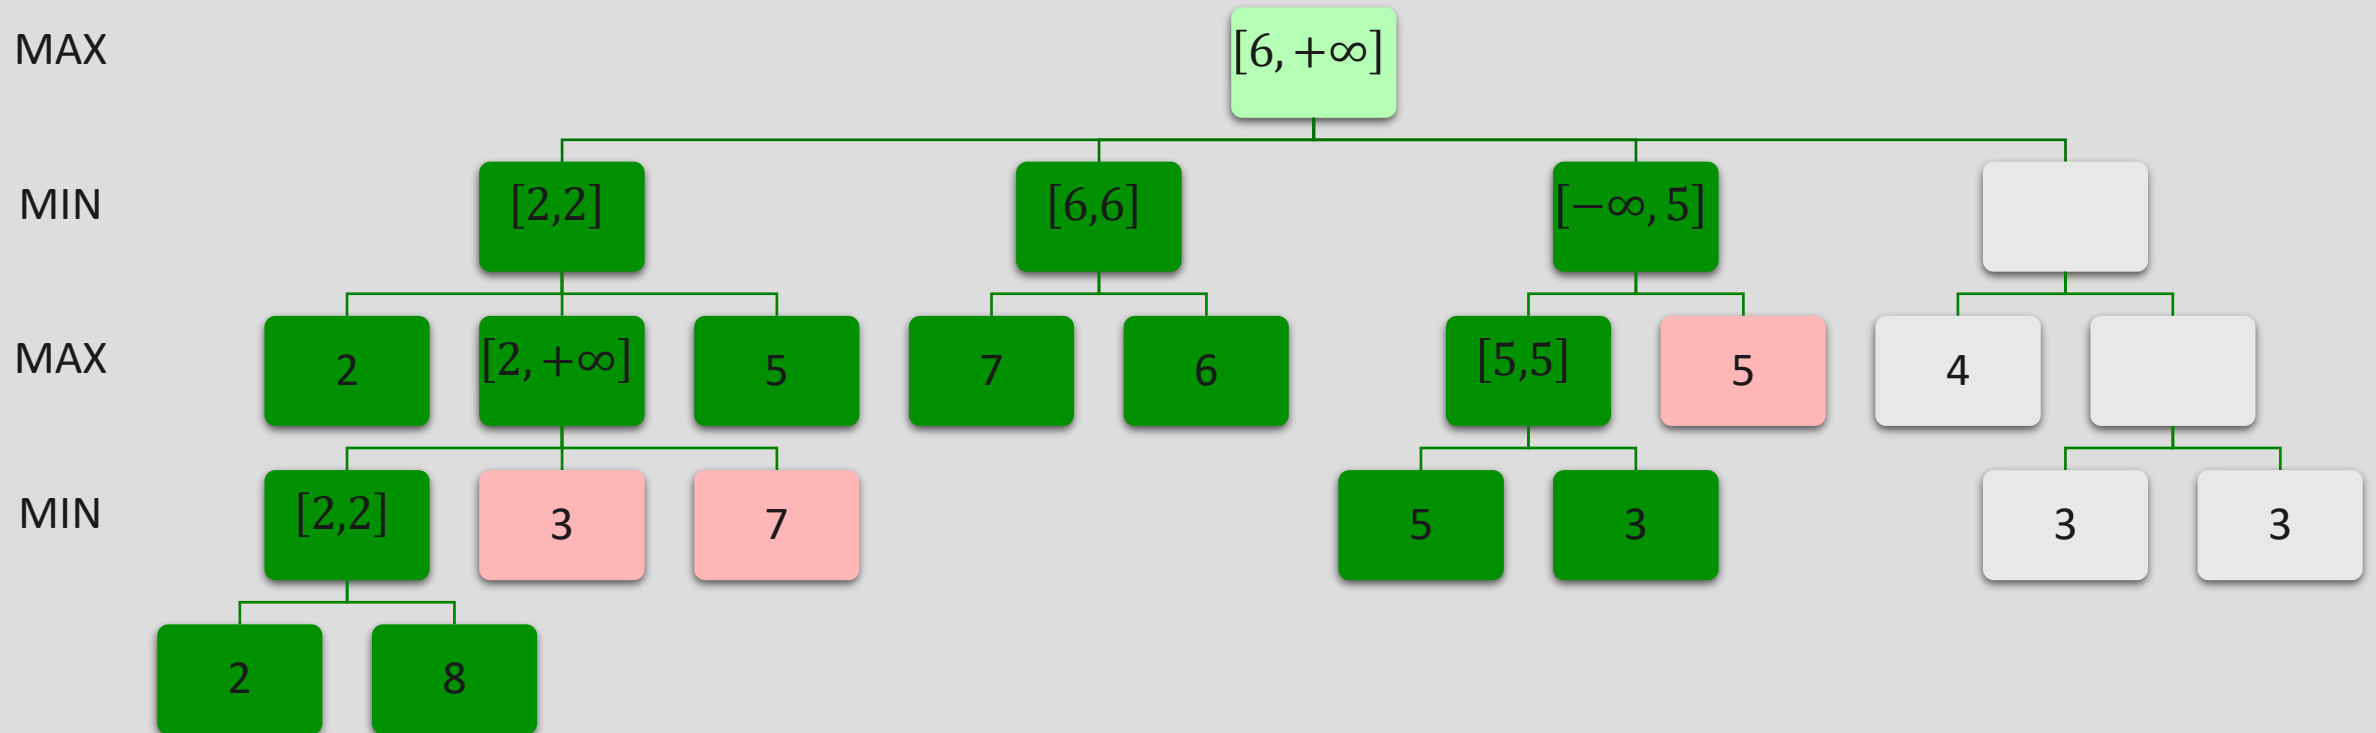 MAX [6, +∞]
MIN [2,2] [6,6] [−∞, 5]
MAX 2 [2, +∞] 5 7 6 [5,5] 5 4
MIN [2,2] 3 7 5 3 3 3
2 8